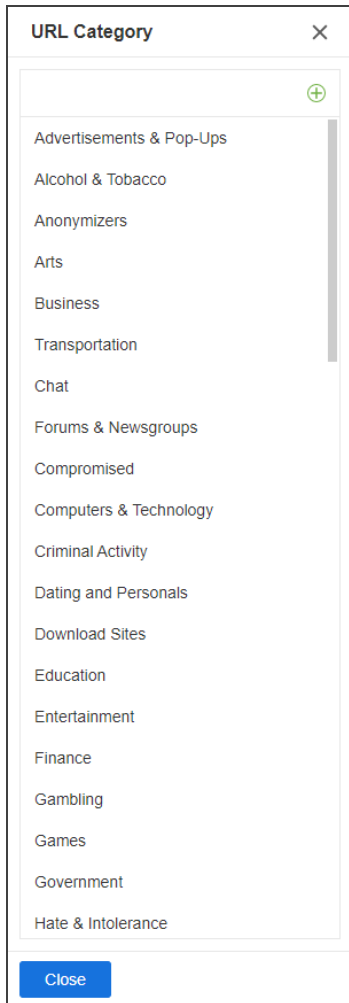 URL Category
Advertisements & Pop-Ups
Alcohol & Tobacco
Anonymizers
Arts
Business
Transportation
Chat
Forums & Newsgroups
Compromised
Computers & Technology
Criminal Activity
Dating and Personals
Download Sites
Education
Entertainment
Finance
Gambling
Games
Government
Hate & Intolerance
Close